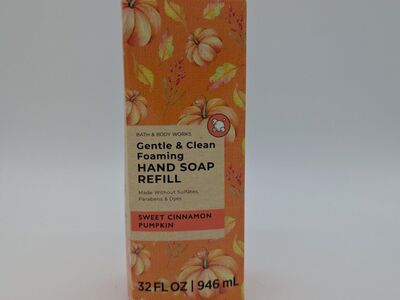 BATH & BODY WORKS
Gentle & Clean
Foaming
HAND SOAP
REFILL
Made Without Sulfates,
Parabens & Dyes
SWEET CINNAMON
PUMPKIN
32 FL OZ | 946 mL